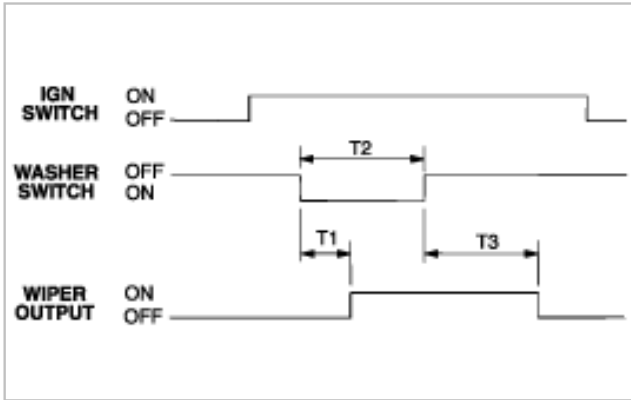 IGN
SWITCH
ON
OFF
T2
WASHER
SWITCH
OFF
ON
T1
T3
WIPER
OUTPUT
ON
OFF